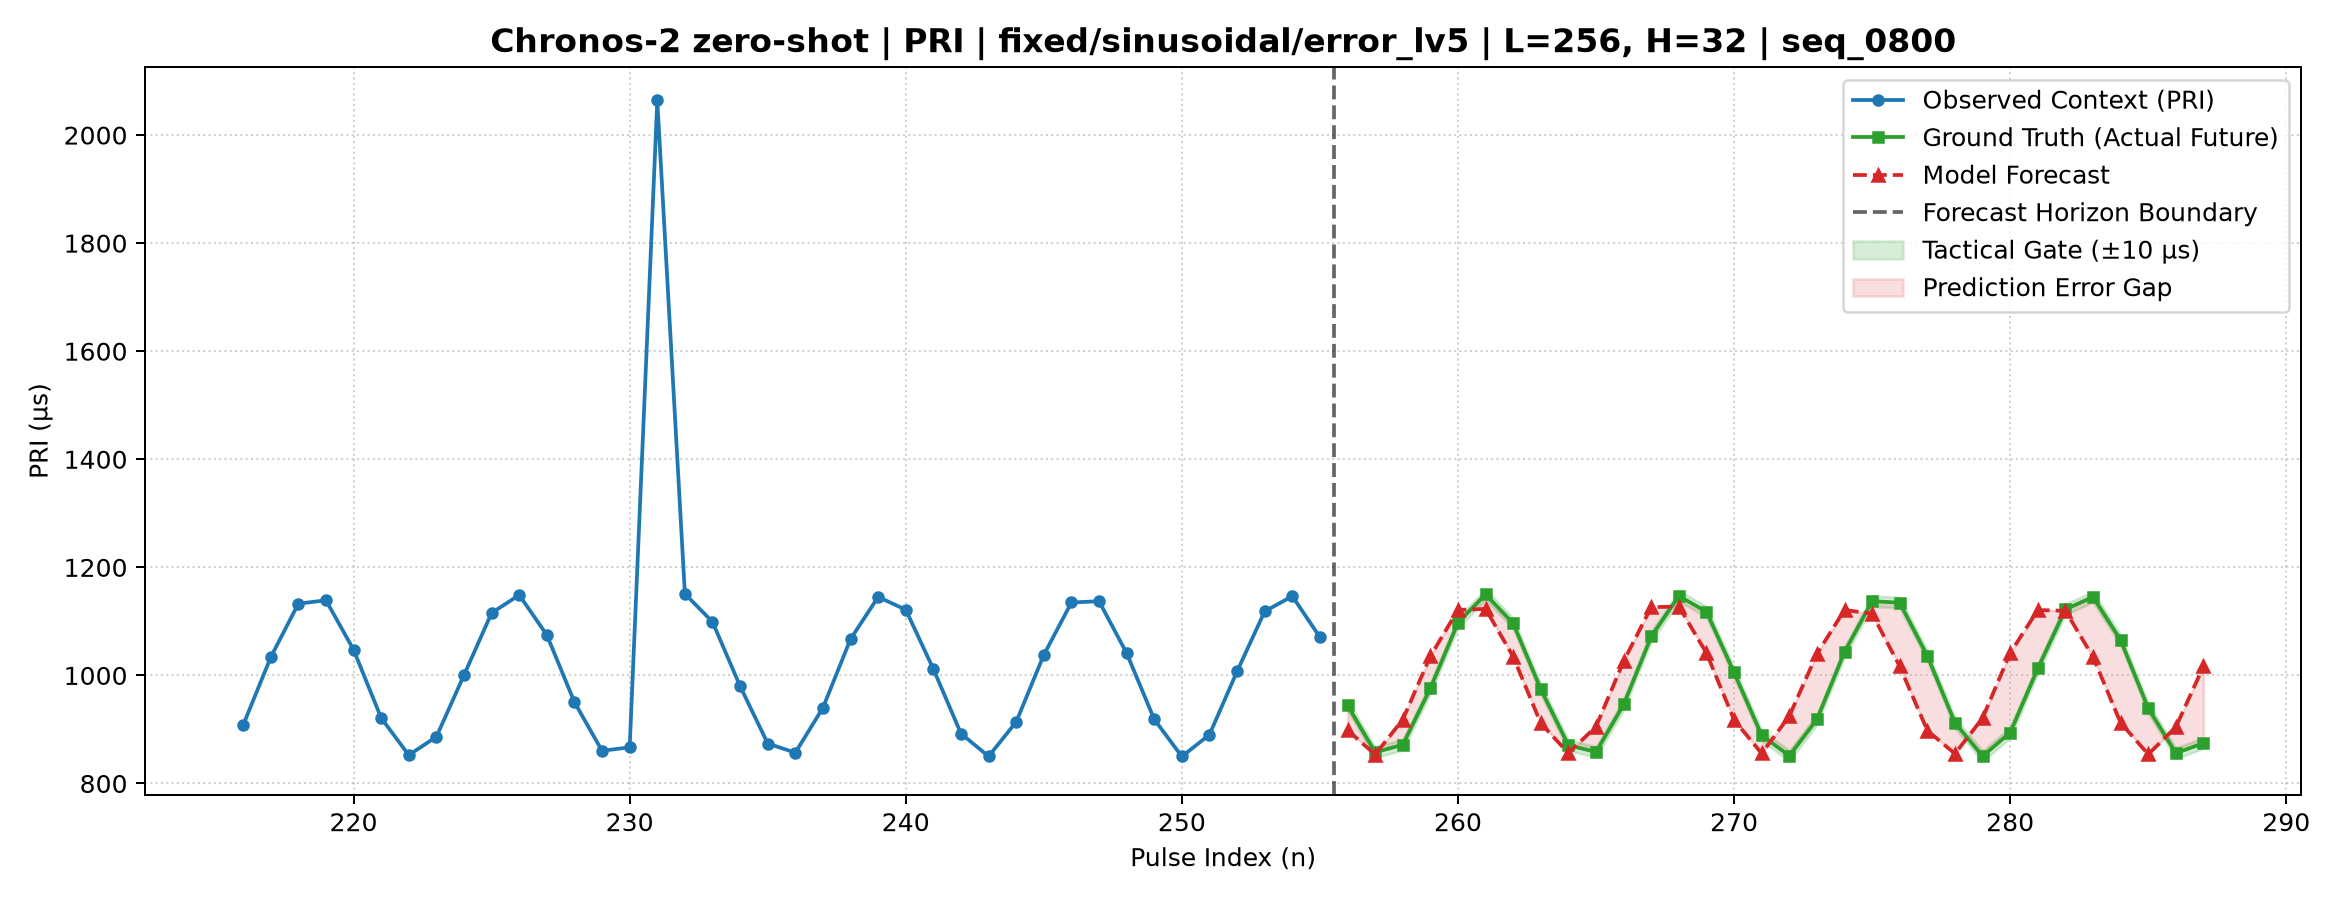 Chronos-2 zero-shot | PRI | fixed/sinusoidal/error_lv5 | L=256, H=32 | seq_0800
Observed Context (PRI)
Ground Truth (Actual Future)
Model Forecast
Forecast Horizon Boundary
Tactical Gate (±10 µs)
Prediction Error Gap
PRI (µs)
2000
1800
1600
1400
1200
1000
800
220 230 240 250 260 270 280 290
Pulse Index (n)